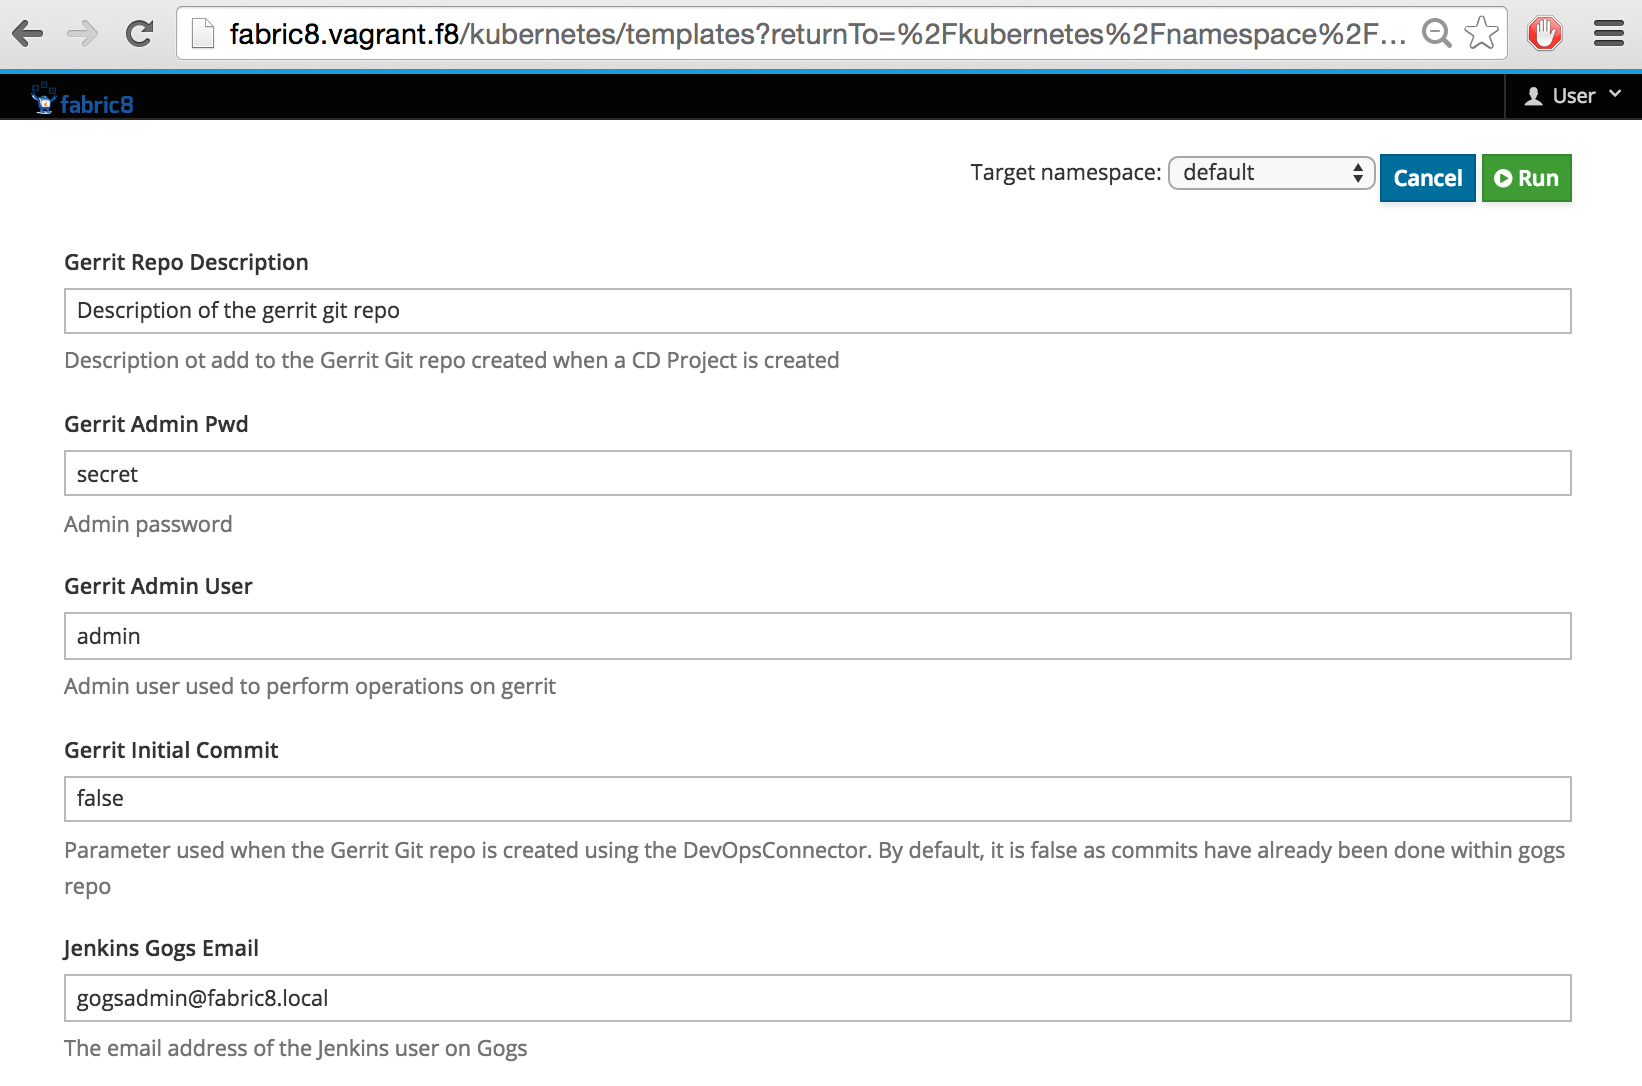 fabric8.vagrant.f8/kubernetes/templates?returnTo=%2Fkubernetes%2Fnamespace%2F...
fabric8
User
Target namespace: default Cancel Run
Gerrit Repo Description
Description of the gerrit git repo
Description ot add to the Gerrit Git repo created when a CD Project is created
Gerrit Admin Pwd
secret
Admin password
Gerrit Admin User
admin
Admin user used to perform operations on gerrit
Gerrit Initial Commit
false
Parameter used when the Gerrit Git repo is created using the DevOpsConnector. By default, it is false as commits have already been done within gogs
repo
Jenkins Gogs Email
gogsadmin@fabric8.local
The email address of the Jenkins user on Gogs